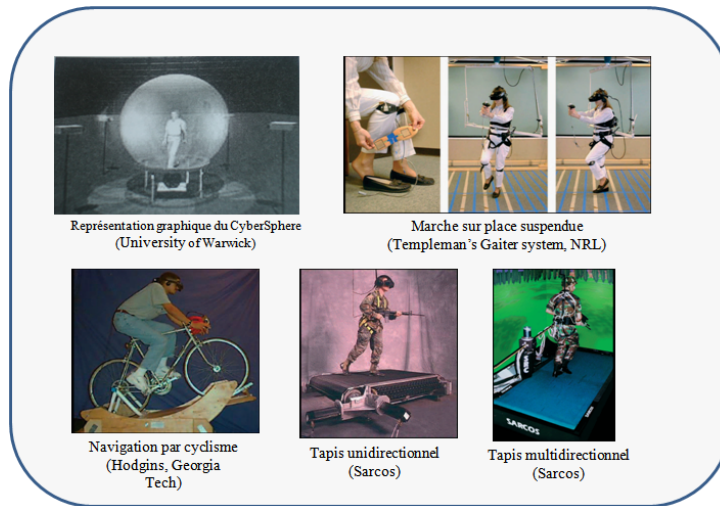 Représentation graphique du CyberSphere
(University of Warwick)
Marche sur place suspendue
(Templeman's Gaiter system, NRL)
SARCOS
Navigation par cyclisme
(Hodgins, Georgia
Tech)
Tapis unidirectionnel
(Sarcos)
Tapis multidirectionnel
(Sarcos)